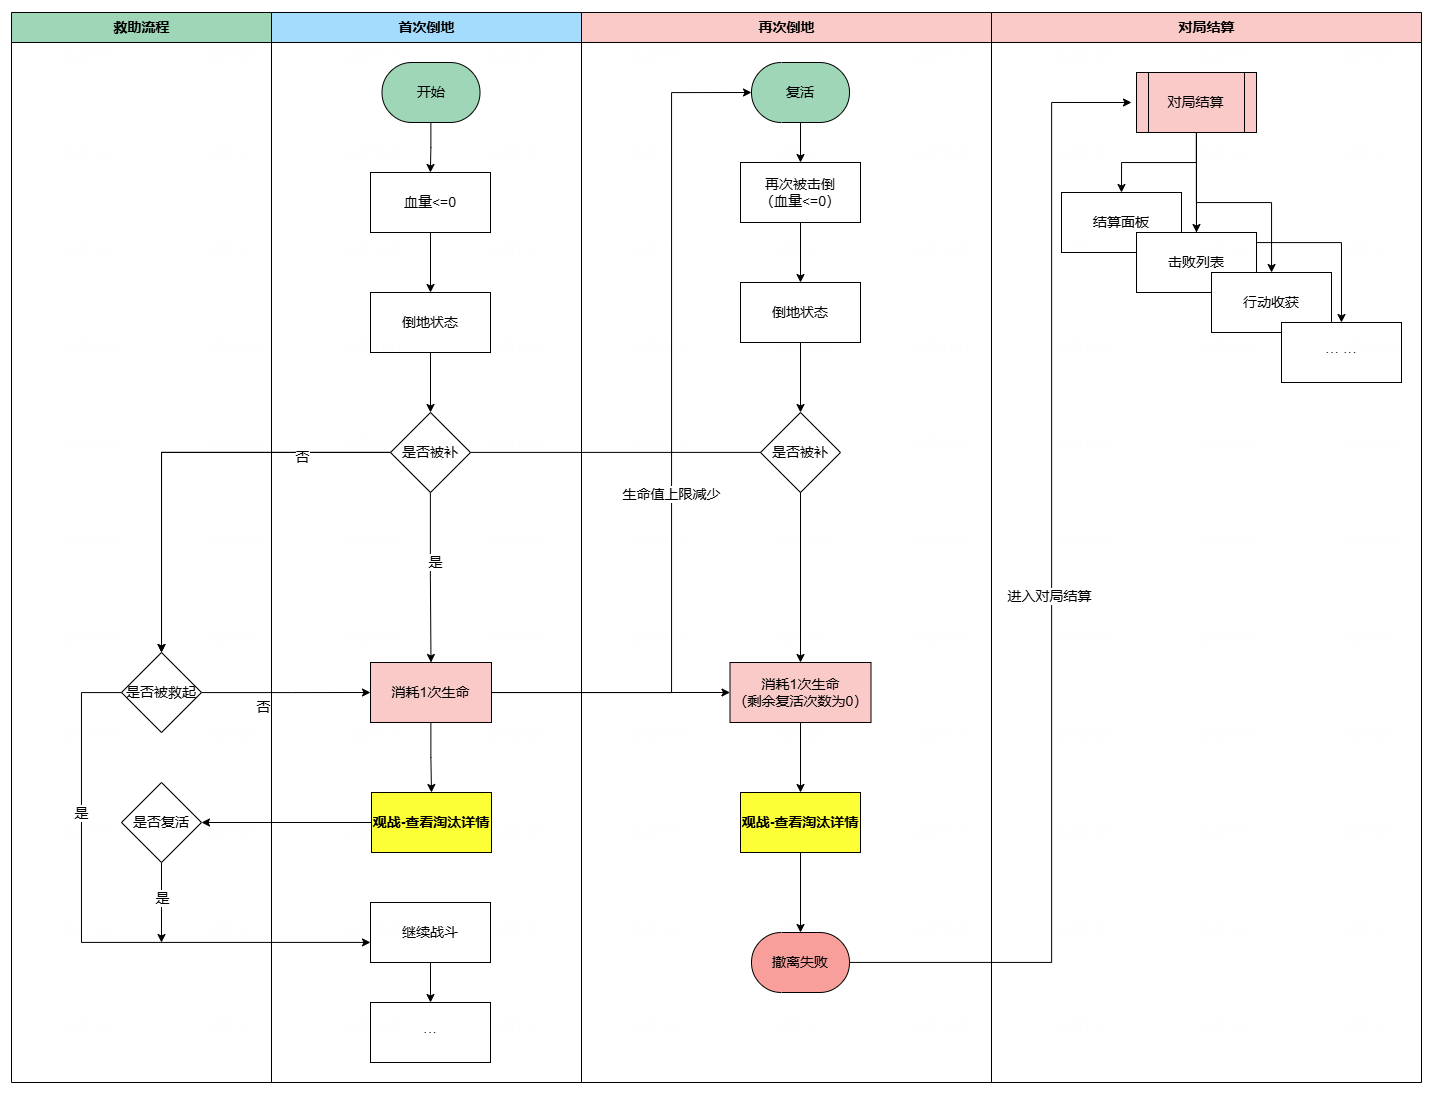 救助流程
首次倒地
再次倒地
对局结算
开始
血量<=0
倒地状态
是否被补
否
是
是否被救起
否
消耗1次生命
观战-查看淘汰详情
是否复活
是
是
继续战斗
...
复活
再次被击倒
（血量<=0）
倒地状态
是否被补
生命值上限减少
消耗1次生命
（剩余复活次数为0）
观战-查看淘汰详情
撤离失败
进入对局结算
对局结算
结算面板
击败列表
行动收获
... ...